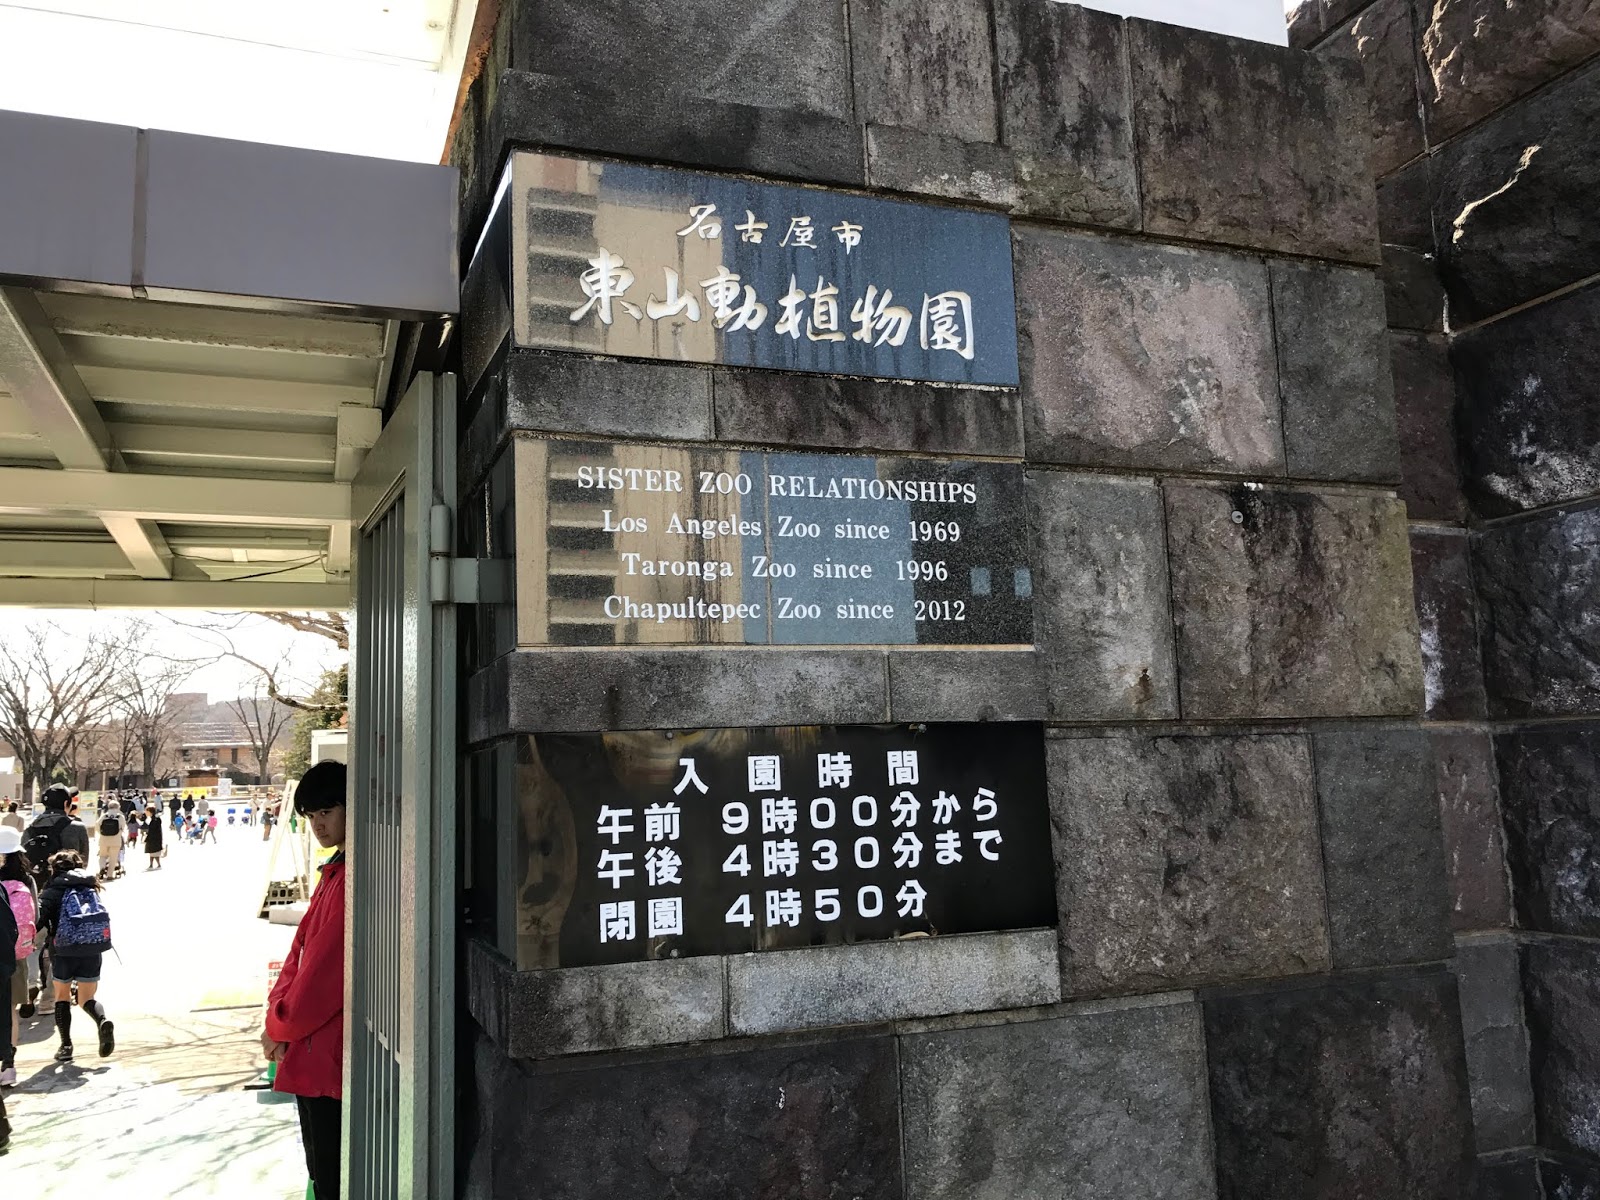 名古屋市
東山動植物園
SISTER ZOO RELATIONSHIPS
Los Angeles Zoo since 1969
Taronga Zoo since 1996
Chapultepec Zoo since 2012
入園時間
午前 9時00分から
午後 4時30分まで
閉園 4時50分